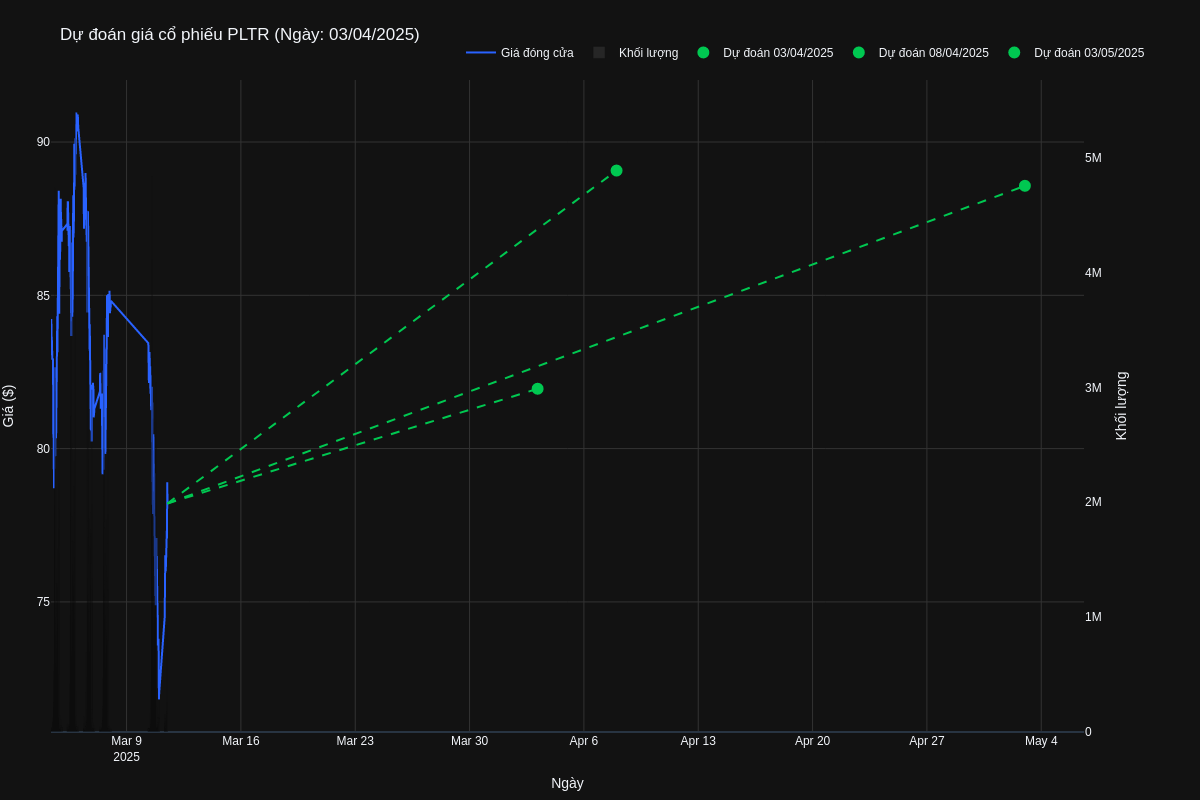 Dự đoán giá cổ phiếu PLTR (Ngày: 03/04/2025)
Giá đóng cửa
Khối lượng
Dự đoán 03/04/2025
Dự đoán 08/04/2025
Dự đoán 03/05/2025
90
85
80
75
Giá ($)
5M
4M
3M
2M
1M
0
Khối lượng
Mar 9
2025
Mar 16
Mar 23
Mar 30
Apr 6
Apr 13
Apr 20
Apr 27
May 4
Ngày